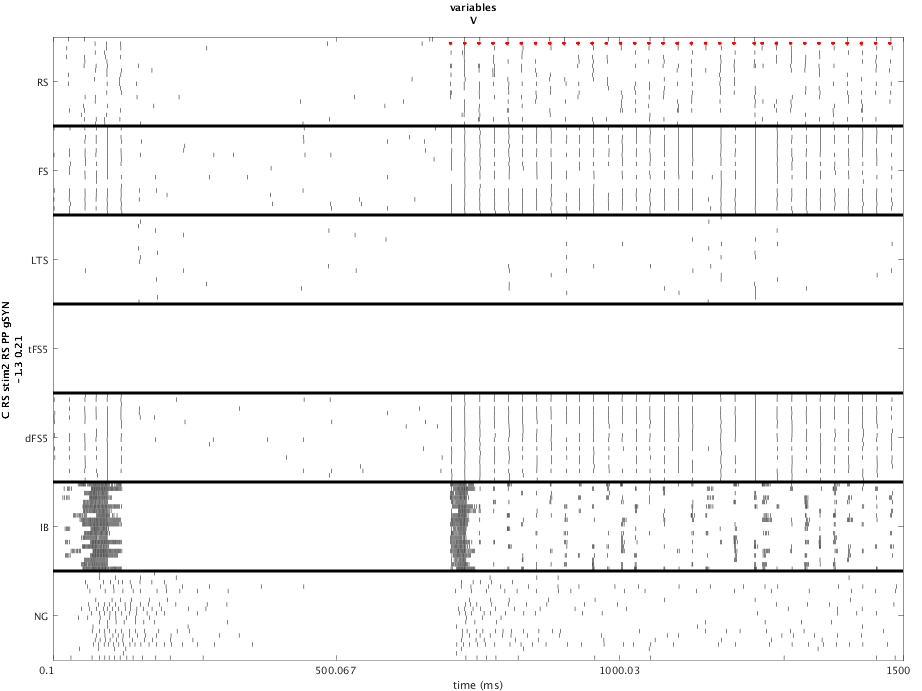 variables
V
RS
FS
LTS
tFS5
dFS5
IB
NG
C RS stim2 RS PP gSYN
-1.3 0.21
0.1
500.067
1000.03
1500
time (ms)